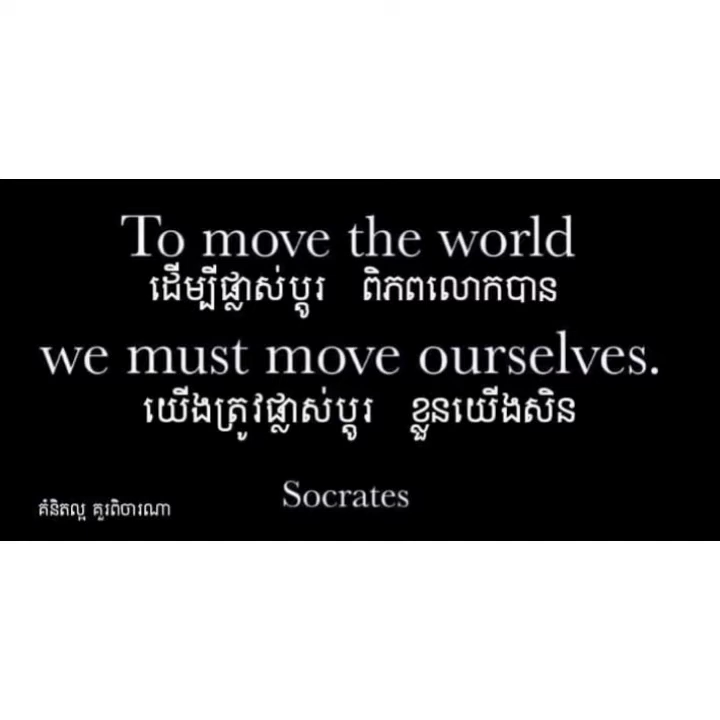 To move the world
ដើម្បីផ្លាស់ប្តូរ ពិភពលោកបាន
we must move ourselves.
យើងត្រូវផ្លាស់ប្តូរ ខ្លួនយើងសិន
Socrates
គំនិតល្អ គួរពិចារណា